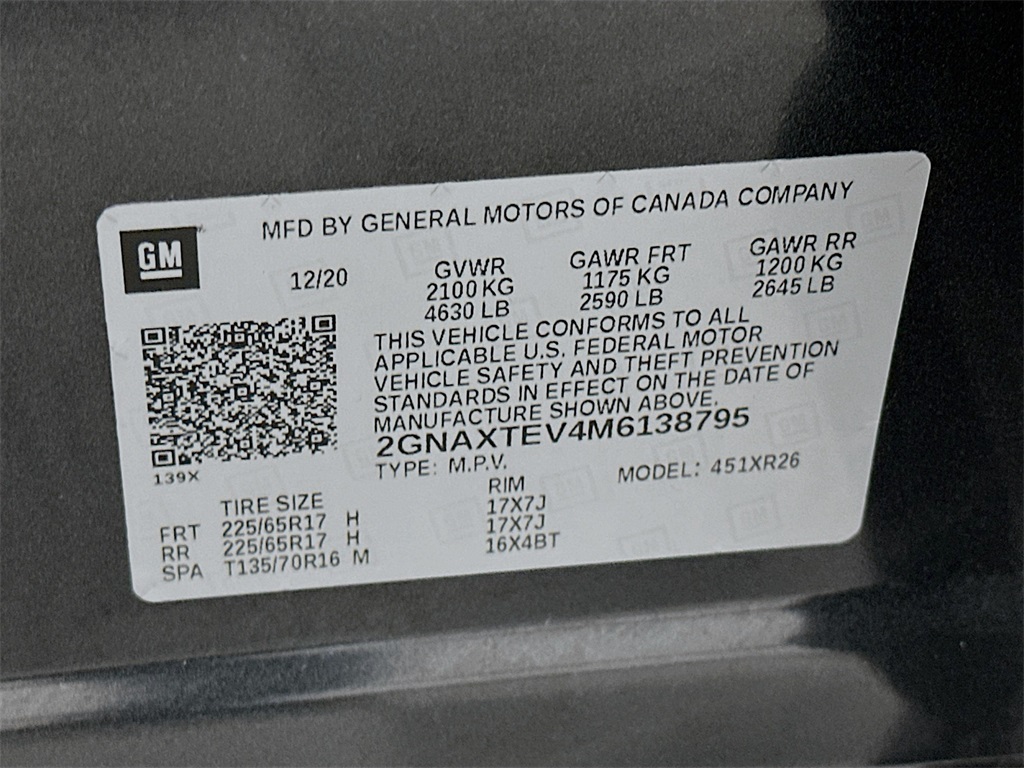 MFD BY GENERAL MOTORS OF CANADA COMPANY
GM
12/20
GVWR
2100 KG
4630 LB
GAWR FRT
1175 KG
2590 LB
GAWR RR
1200 KG
2645 LB
THIS VEHICLE CONFORMS TO ALL
APPLICABLE U.S. FEDERAL MOTOR
VEHICLE SAFETY AND THEFT PREVENTION
STANDARDS IN EFFECT ON THE DATE OF
MANUFACTURE SHOWN ABOVE.
2GNAXTEV4M6138795
TYPE: M.P.V. MODEL: 451XR26
139X
TIRE SIZE RIM
FRT 225/65R17 H 17X7J
RR 225/65R17 H 17X7J
SPA T135/70R16 M 16X4BT